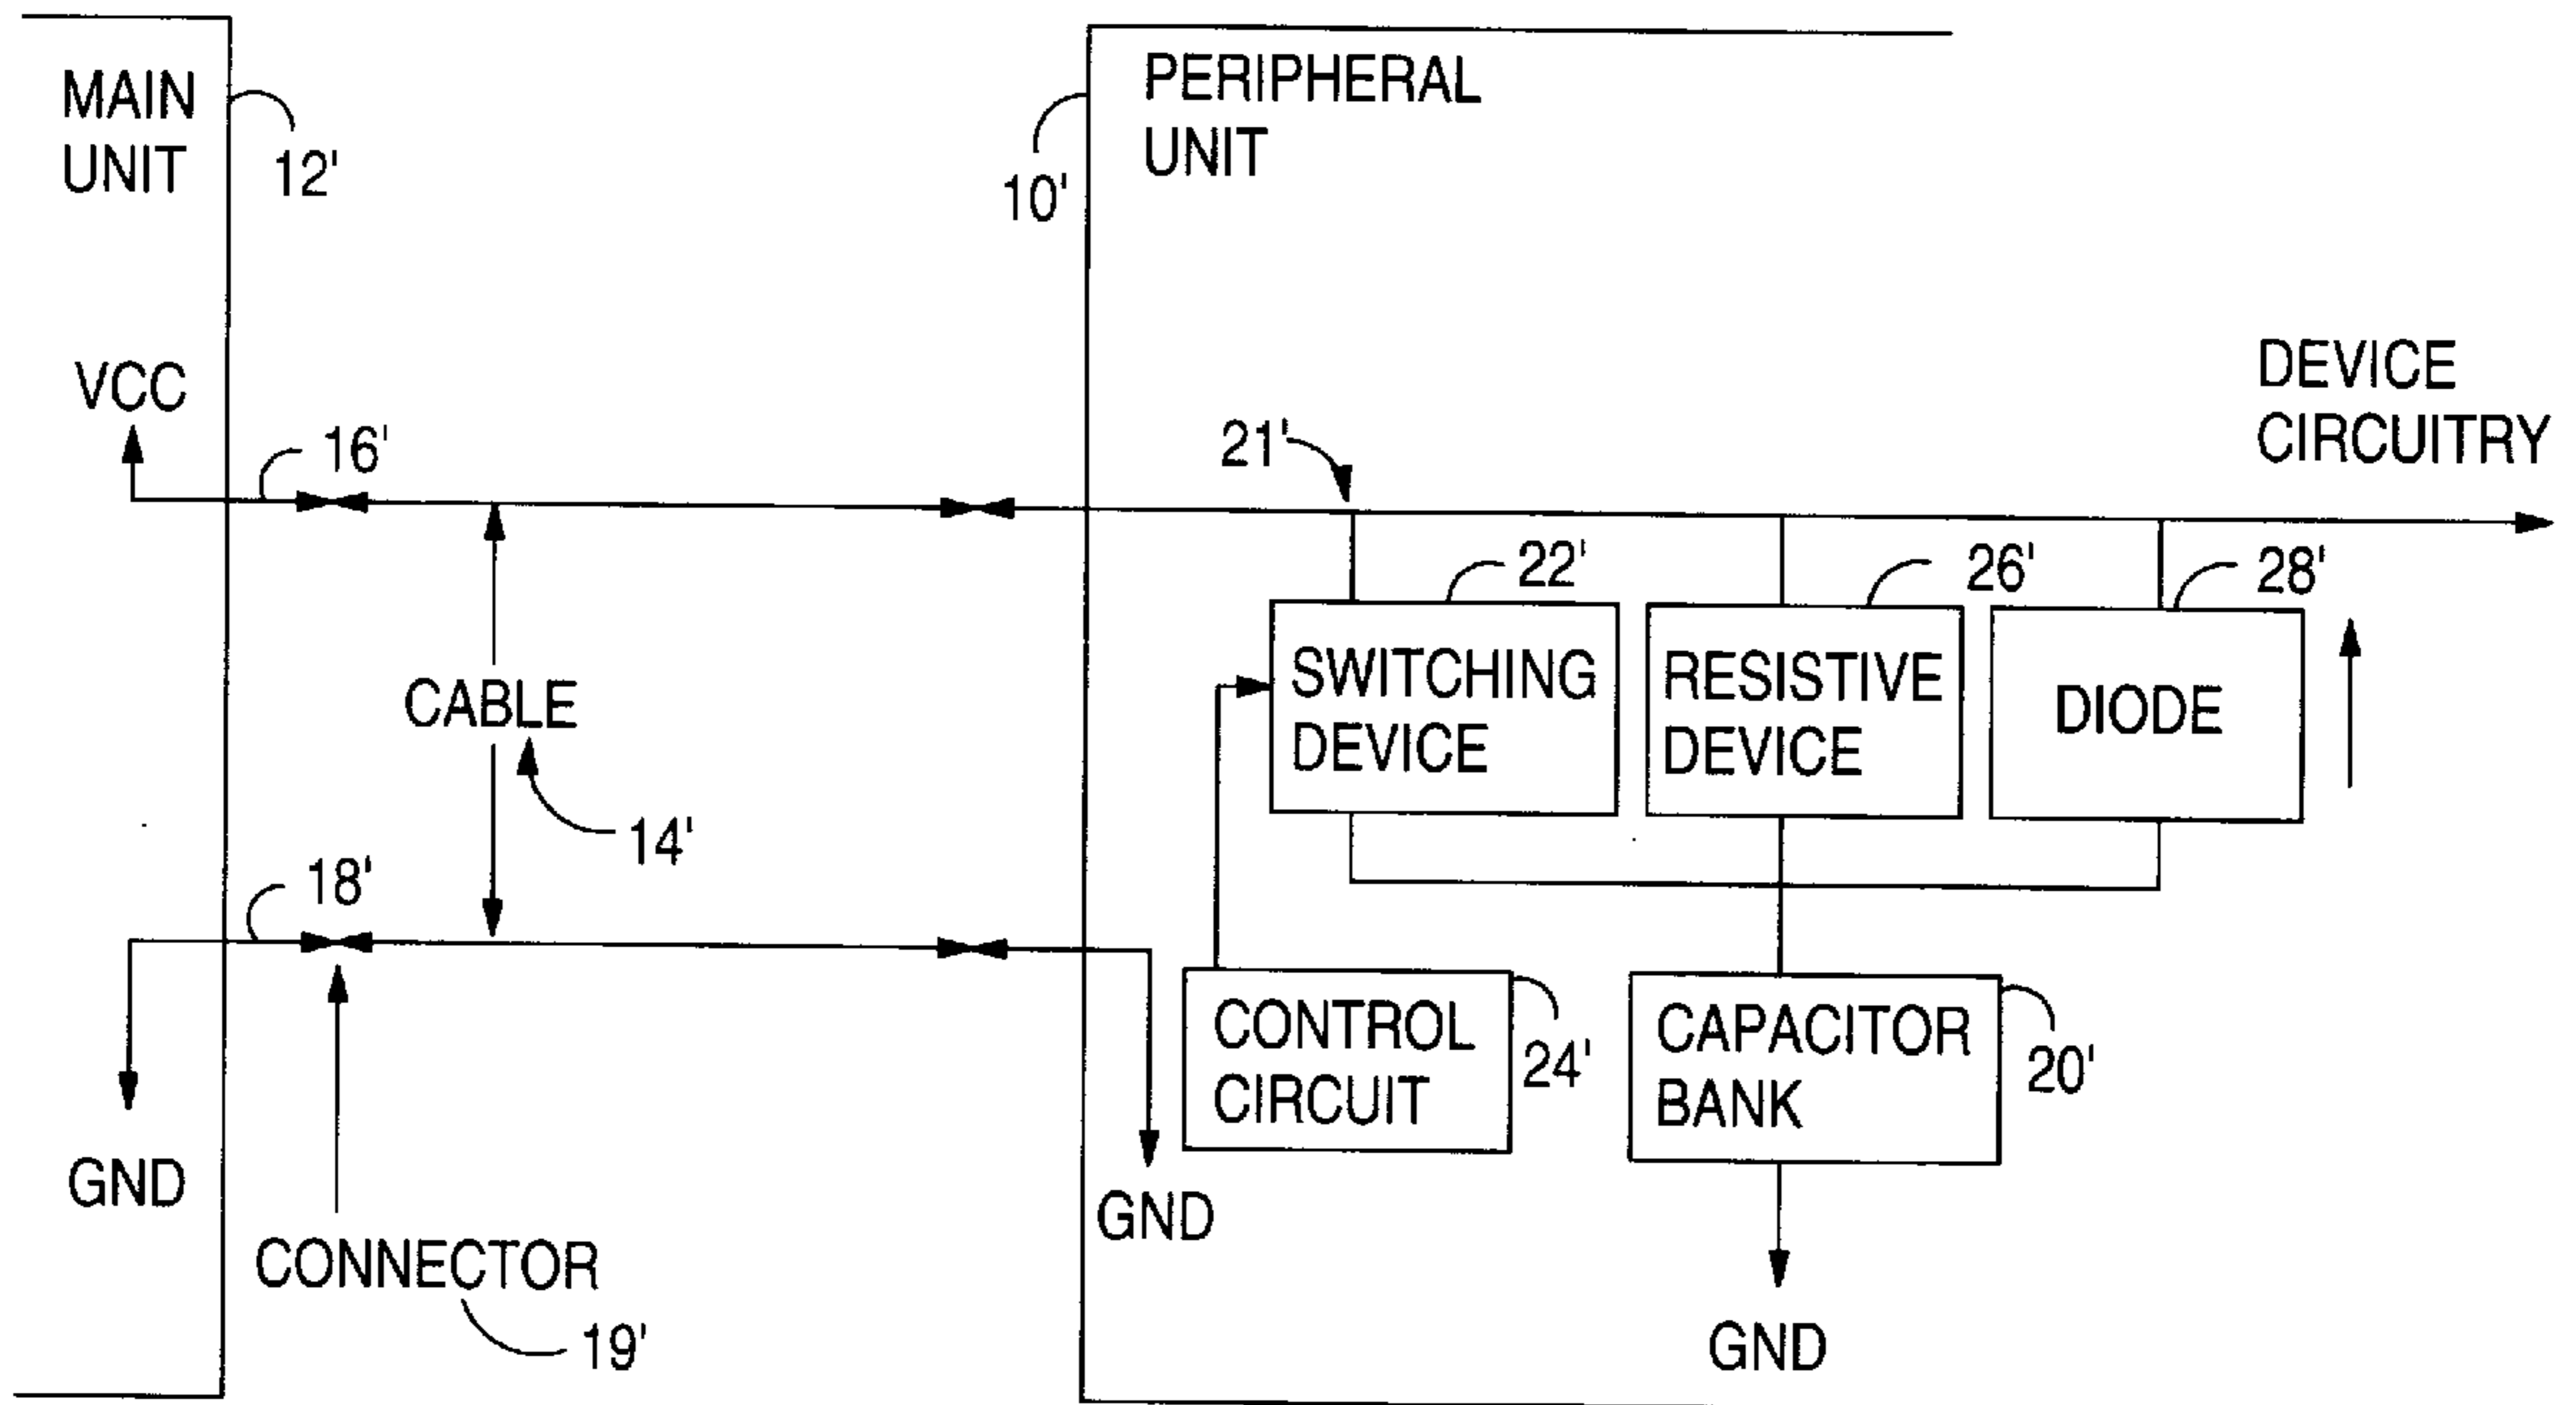 MAIN
UNIT
12'
PERIPHERAL
UNIT
10'
VCC
16'
21'
DEVICE
CIRCUITRY
22'
26'
28'
SWITCHING
DEVICE
RESISTIVE
DEVICE
DIODE
CABLE
14'
18'
CONTROL
CIRCUIT
24'
CAPACITOR
BANK
20'
GND
GND
CONNECTOR
19'
GND